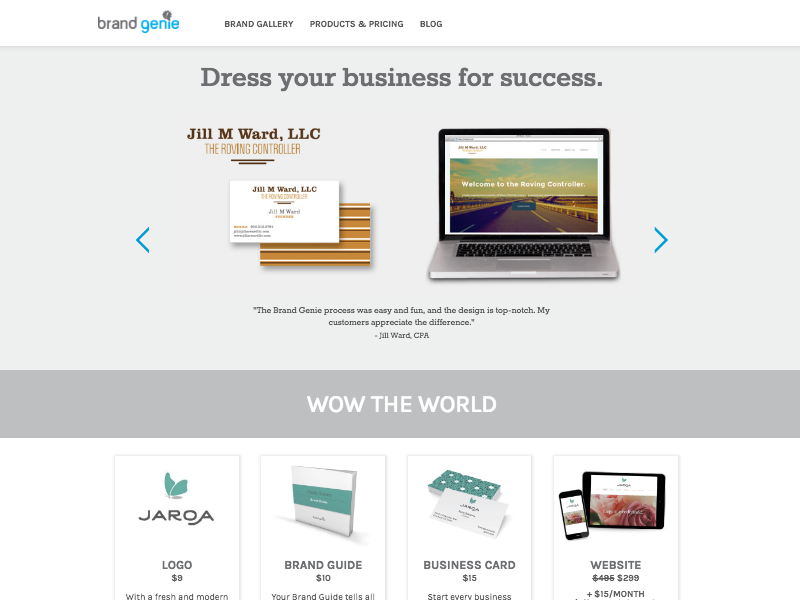 brand genie
BRAND GALLERY
PRODUCTS & PRICING
BLOG
Dress your business for success.
Jill M Ward, LLC
THE ROVING CONTROLLER
Jill M Ward, LLC
THE ROVING CONTROLLER
Jill M Ward
Jill M Ward, LLC
Welcome to the Roving Controller.
"The Brand Genie process was easy and fun, and the design is top-notch. My
customers appreciate the difference."
- Jill Ward, CPA
WOW THE WORLD
JAROA
JAROA
LOGO
$9
With a fresh and modern
BRAND GUIDE
$10
Your Brand Guide tells all
BUSINESS CARD
$15
Start every business
WEBSITE
$495 $299
+ $15/MONTH